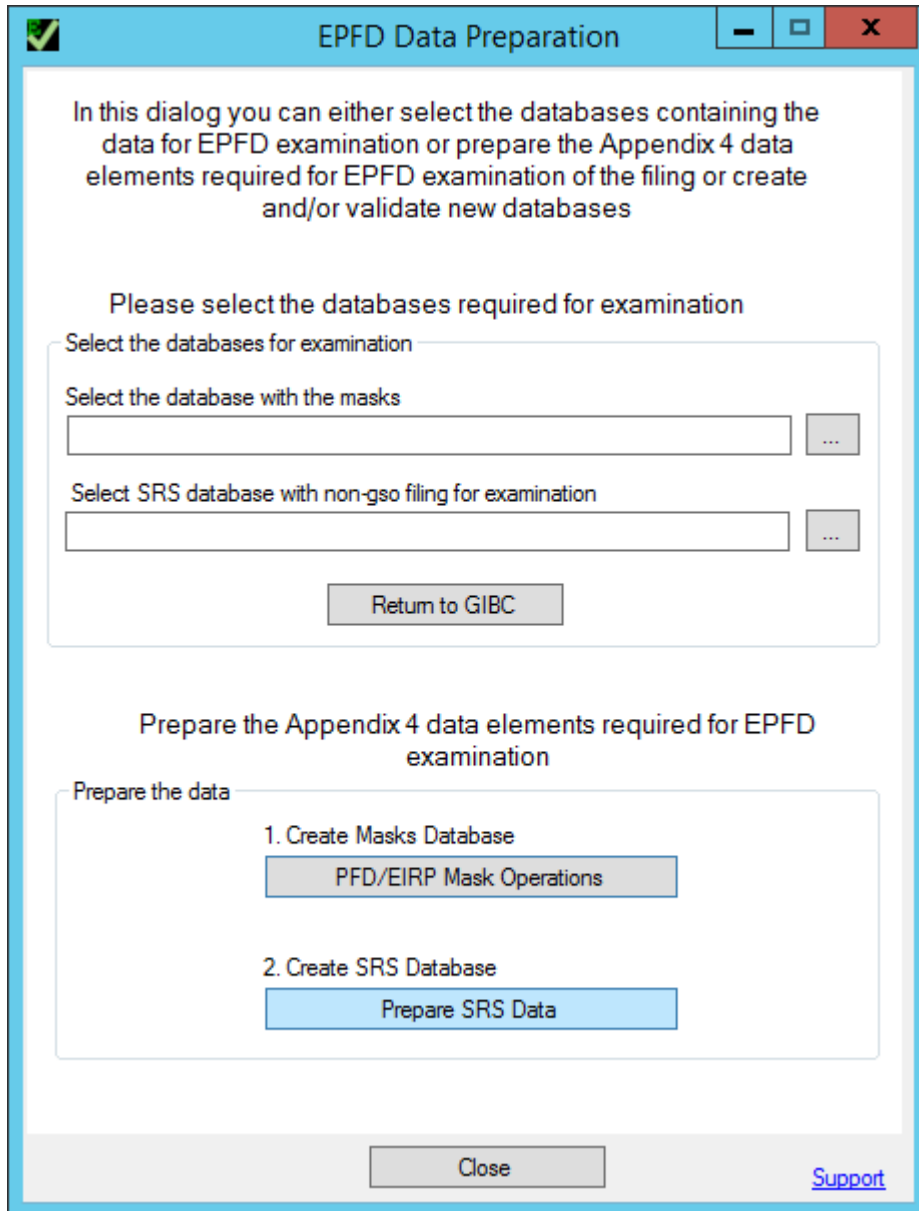 EPFD Data Preparation
In this dialog you can either select the databases containing the
data for EPFD examination or prepare the Appendix 4 data
elements required for EPFD examination of the filing or create
and/or validate new databases
Please select the databases required for examination
Select the databases for examination
Select the database with the masks
...
Select SRS database with non-gso filing for examination
...
Return to GIBC
Prepare the Appendix 4 data elements required for EPFD
examination
Prepare the data
1. Create Masks Database
PFD/EIRP Mask Operations
2. Create SRS Database
Prepare SRS Data
Close
Support